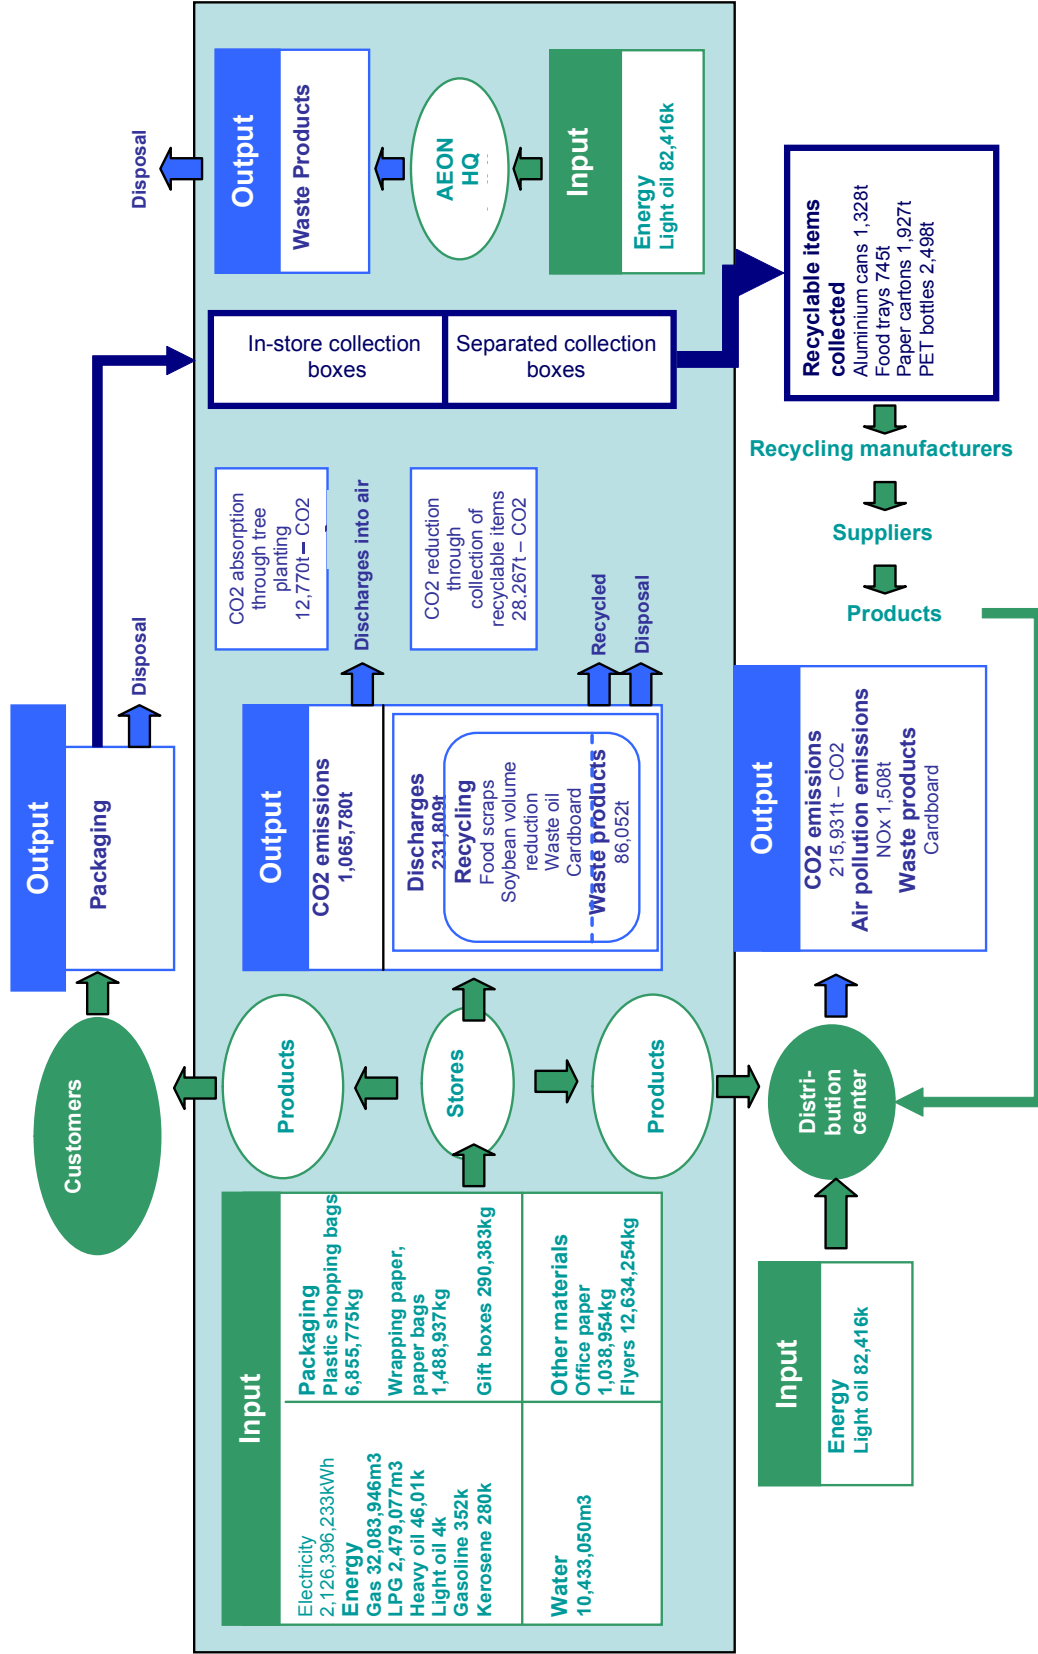 Output
Packaging
Disposal
Customers
Input
Electricity
2,126,396,233kWh
Energy
Gas 32,083,946m3
LPG 2,479,077m3
Heavy oil 46,01k
Light oil 4k
Gasoline 352k
Kerosene 280k
Packaging
Plastic shopping bags
6,855,775kg
Wrapping paper,
paper bags
1,488,937kg
Gift boxes 290,383kg
Water
10,433,050m3
Other materials
Office paper
1,038,954kg
Flyers 12,634,254kg
Products
Stores
Products
Output
CO2 emissions
1,065,780t
Discharges
231,809t
Recycling
Food scraps
Soybean volume
reduction
Waste oil
Cardboard
Waste products
86,052t
CO2 absorption
through tree
planting
12,770t – CO2
Discharges into air
CO2 reduction
through
collection of
recyclable items
28.267t – CO2
Recycled
Disposal
In-store collection
boxes
Separated collection
boxes
Disposal
Output
Waste Products
AEON
HQ
Input
Energy
Light oil 82,416k
Input
Energy
Light oil 82,416k
Distri-
bution
center
Output
CO2 emissions
215,931t – CO2
Air pollution emissions
NOx 1,508t
Waste products
Cardboard
Recyclable items
collected
Aluminium cans 1,328t
Food trays 745t
Paper cartons 1,927t
PET bottles 2,498t
Recycling manufacturers
Suppliers
Products